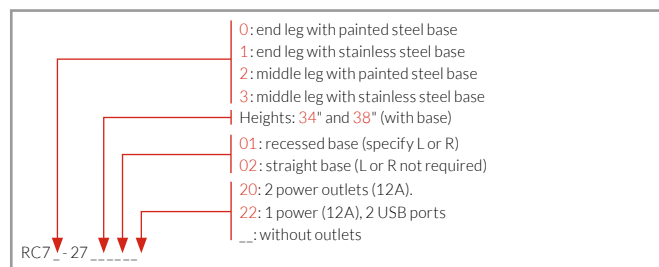 0: end leg with painted steel base
1: end leg with stainless steel base
2: middle leg with painted steel base
3: middle leg with stainless steel base
Heights: 34" and 38" (with base)
01: recessed base (specify L or R)
02: straight base (L or R not required)
20: 2 power outlets (12A).
22: 1 power (12A), 2 USB ports
__: without outlets
RC7_-27______